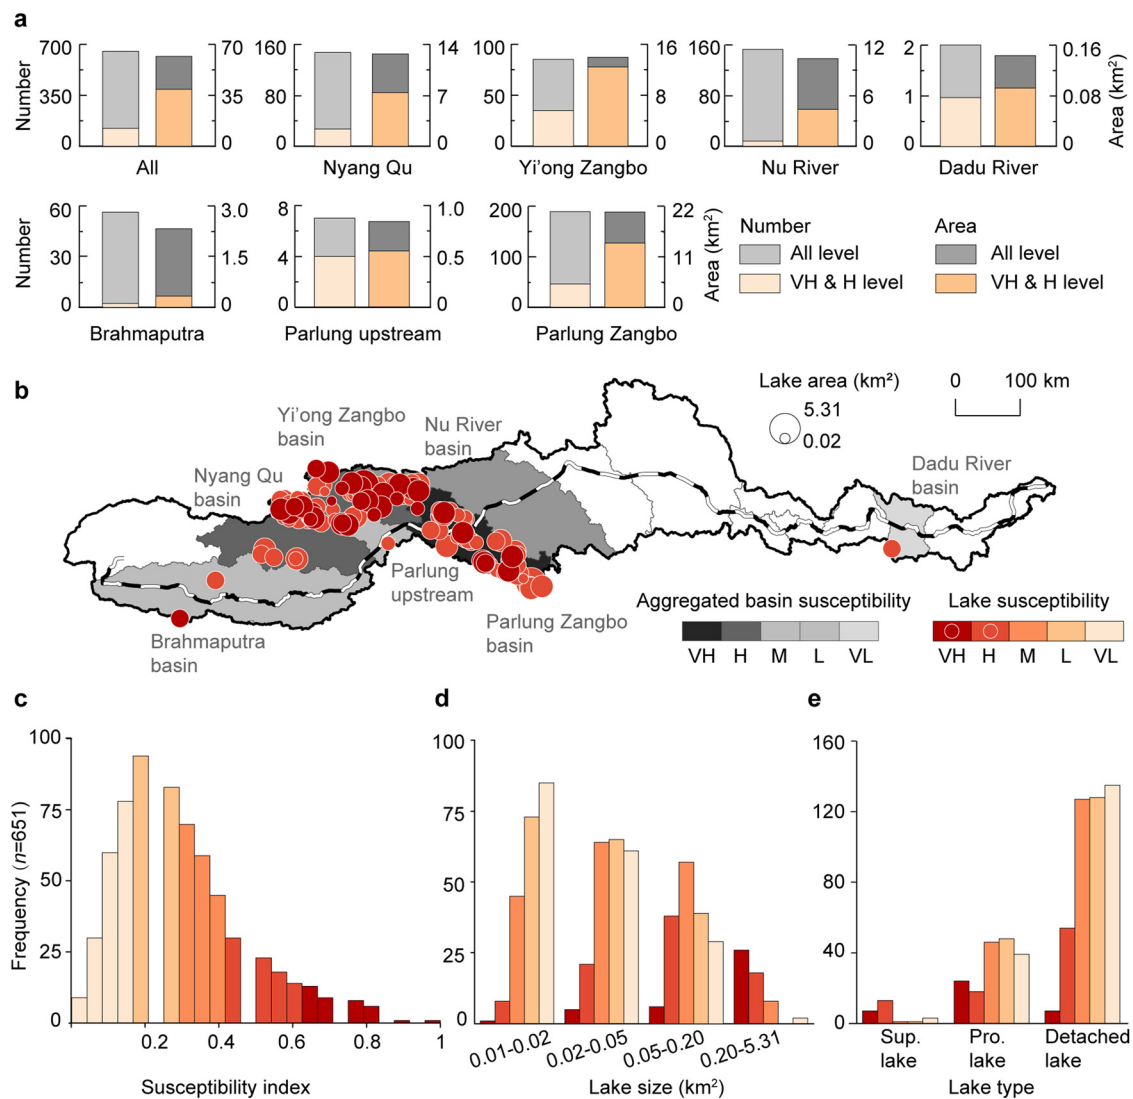 a
700
350
0
Number
70
35
0
All
160
80
0
14
7
0
Nyang Qu
100
50
0
16
8
0
Yi’ong Zangbo
160
80
0
12
6
0
Nu River
2
1
0
0.16
0.08
0
Area (km²)
Dadu River
60
30
0
Number
3.0
1.5
0
Brahmaputra
8
4
0
1.0
0.5
0
Parlung upstream
200
100
0
22
11
0
Area (km²)
Parlung Zangbo
Number
All level
VH & H level
Area
All level
VH & H level
b
Lake area (km²)
5.31
0.02
0 100 km
Yi’ong Zangbo
basin
Nu River
basin
Nyang Qu
basin
Dadu River
basin
Parlung
upstream
Parlung Zangbo
basin
Brahmaputra
basin
Aggregated basin susceptibility
VH H M L VL
Lake susceptibility
VH H M L VL
c
100
75
50
25
0
Frequency (n=651)
0.2 0.4 0.6 0.8 1
Susceptibility index
d
100
75
50
25
0
0.01-0.02
0.02-0.05
0.05-0.20
0.20-5.31
Lake size (km²)
e
160
120
80
40
0
Sup.
lake
Pro.
lake
Detached
lake
Lake type